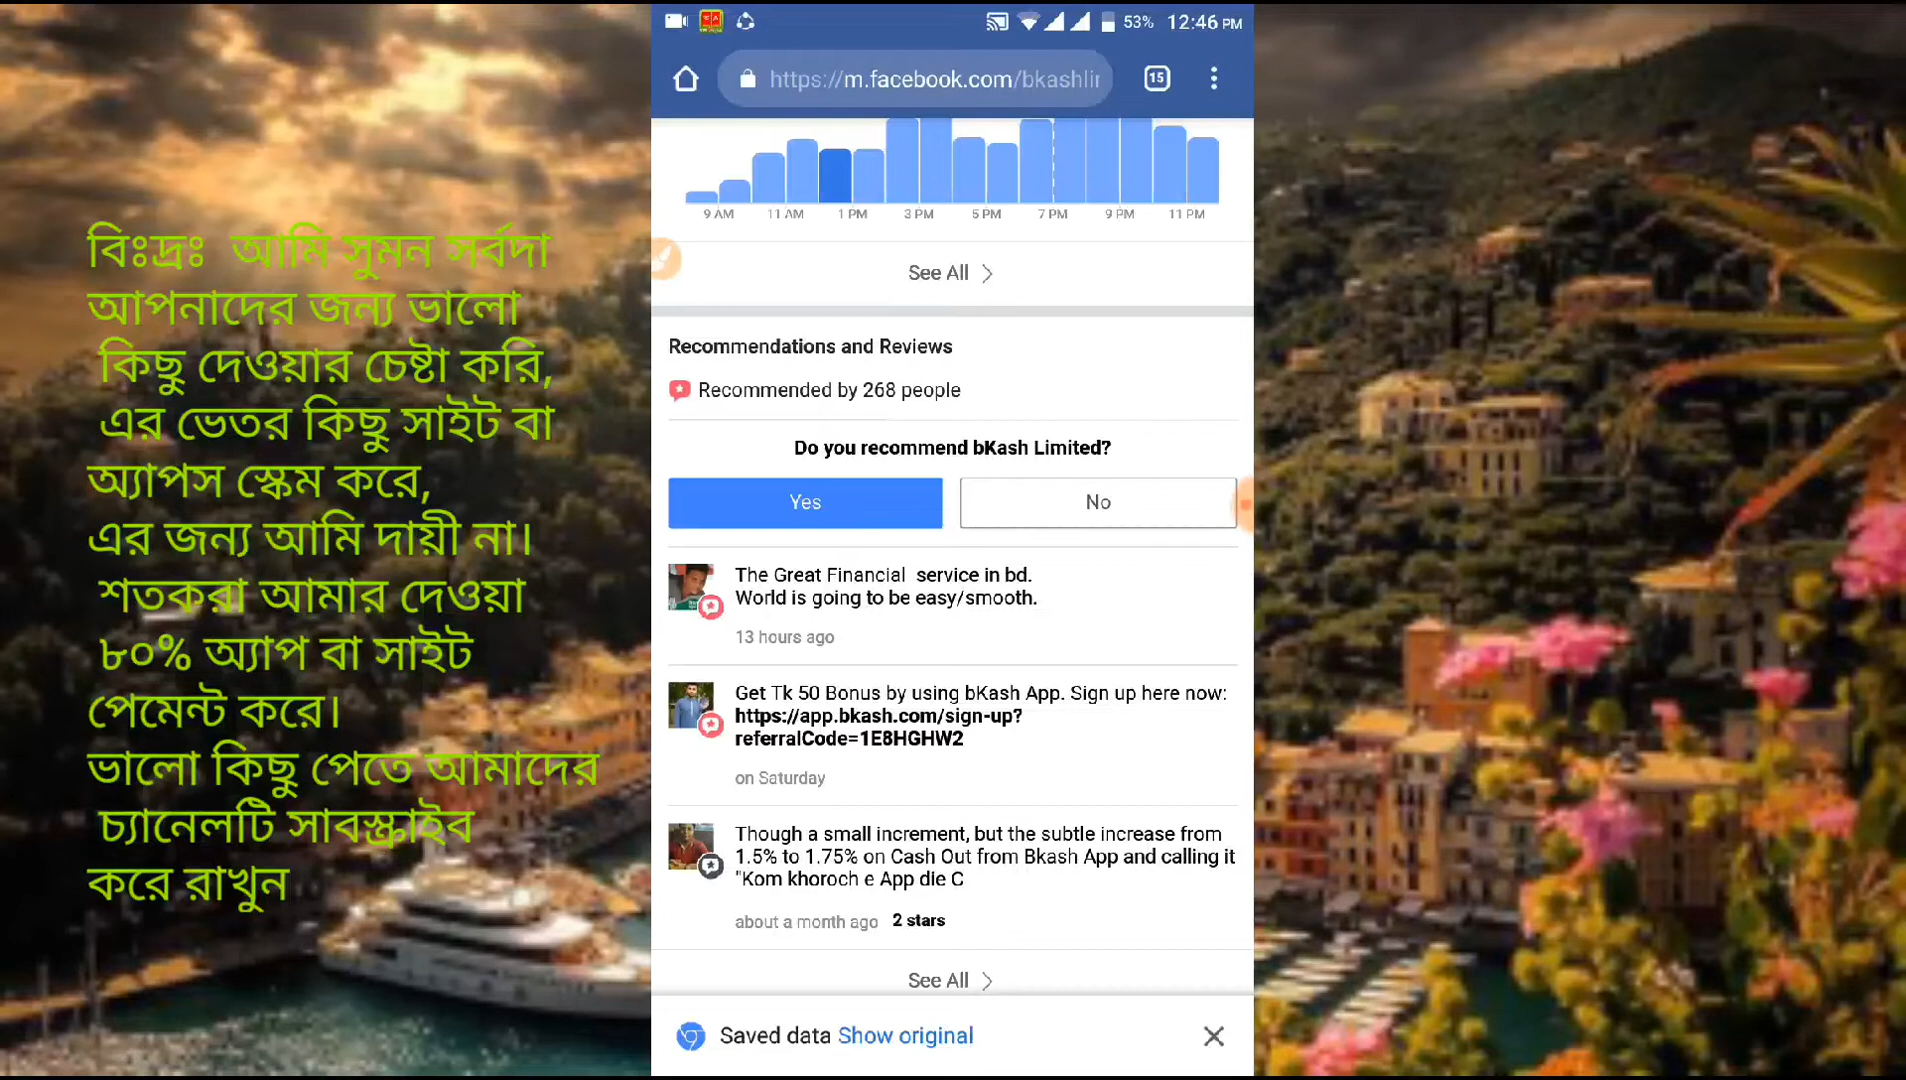 বিঃদ্রঃ আমি সুমন সর্বদা
আপনাদের জন্য ভালো
কিছু দেওয়ার চেষ্টা করি,
এর ভেতর কিছু সাইট বা
অ্যাপস স্কেম করে,
এর জন্য আমি দায়ী না।
শতকরা আমার দেওয়া
৮০% অ্যাপ বা সাইট
পেমেন্ট করে।
ভালো কিছু পেতে আমাদের
চ্যানেলটি সাবস্ক্রাইব
করে রাখুন
53% 12:46 PM
https://m.facebook.com/bkashlir
15
9 AM 11 AM 1 PM 3 PM 5 PM 7 PM 9 PM 11 PM
See All
Recommendations and Reviews
Recommended by 268 people
Do you recommend bKash Limited?
Yes No
The Great Financial service in bd.
World is going to be easy/smooth.
13 hours ago
Get Tk 50 Bonus by using bKash App. Sign up here now:
https://app.bkash.com/sign-up?
referralCode=1E8HGHW2
on Saturday
Though a small increment, but the subtle increase from
1.5% to 1.75% on Cash Out from Bkash App and calling it
"Kom khoroch e App die C
about a month ago 2 stars
See All
Saved data Show original